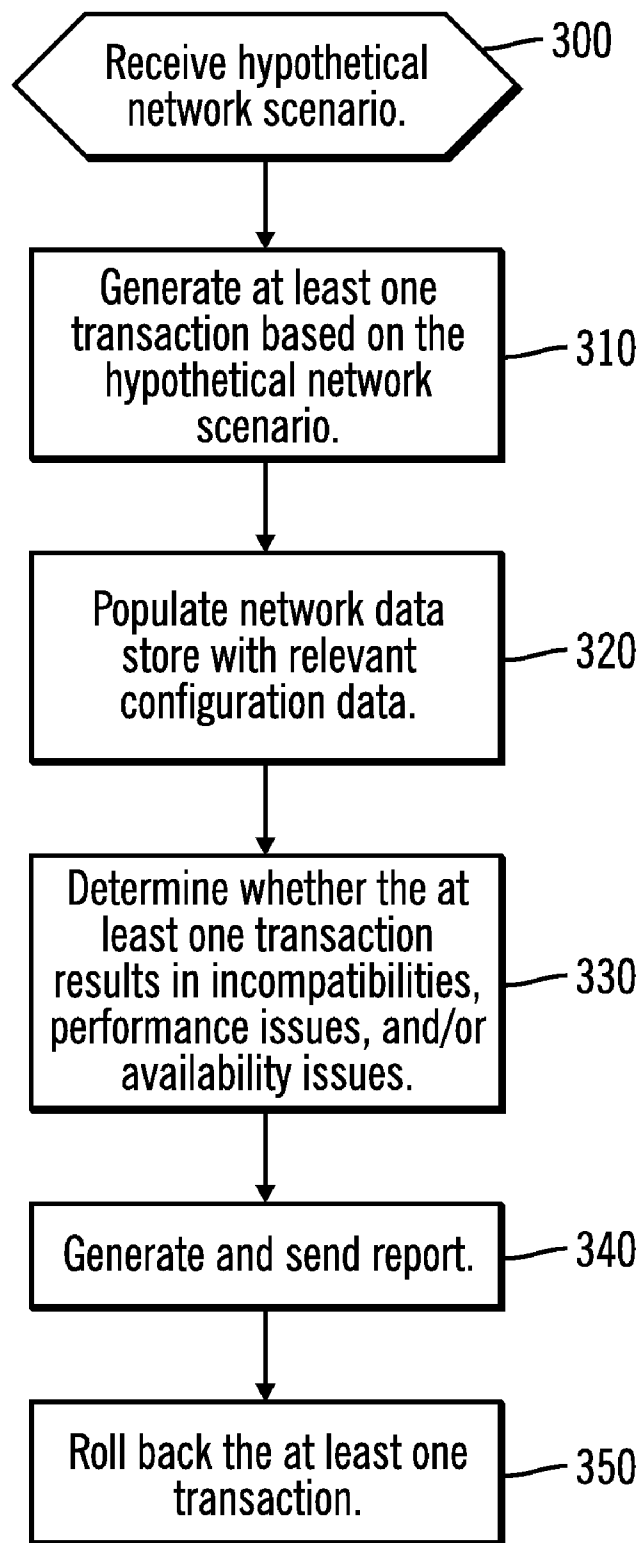 Receive hypothetical
network scenario.
300
Generate at least one
transaction based on the
hypothetical network
scenario.
310
Populate network data
store with relevant
configuration data.
320
Determine whether the at
least one transaction
results in incompatibilities,
performance issues, and/or
availability issues.
330
Generate and send report.
340
Roll back the at least one
transaction.
350